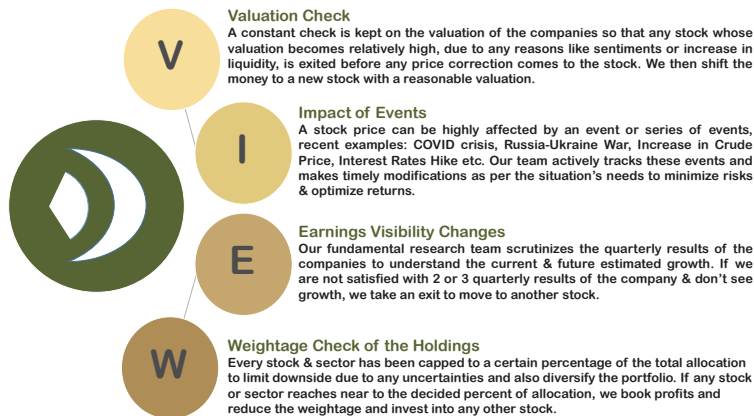 V
Valuation Check
A constant check is kept on the valuation of the companies so that any stock whose
valuation becomes relatively high, due to any reasons like sentiments or increase in
liquidity, is exited before any price correction comes to the stock. We then shift the
money to a new stock with a reasonable valuation.
I
Impact of Events
A stock price can be highly affected by an event or series of events,
recent examples: COVID crisis, Russia-Ukraine War, Increase in Crude
Price, Interest Rates Hike etc. Our team actively tracks these events and
makes timely modifications as per the situation's needs to minimize risks
& optimize returns.
E
Earnings Visibility Changes
Our fundamental research team scrutinizes the quarterly results of the
companies to understand the current & future estimated growth. If we
are not satisfied with 2 or 3 quarterly results of the company & don't see
growth, we take an exit to move to another stock.
W
Weightage Check of the Holdings
Every stock & sector has been capped to a certain percentage of the total allocation
to limit downside due to any uncertainties and also diversify the portfolio. If any stock
or sector reaches near to the decided percent of allocation, we book profits and
reduce the weightage and invest into any other stock.